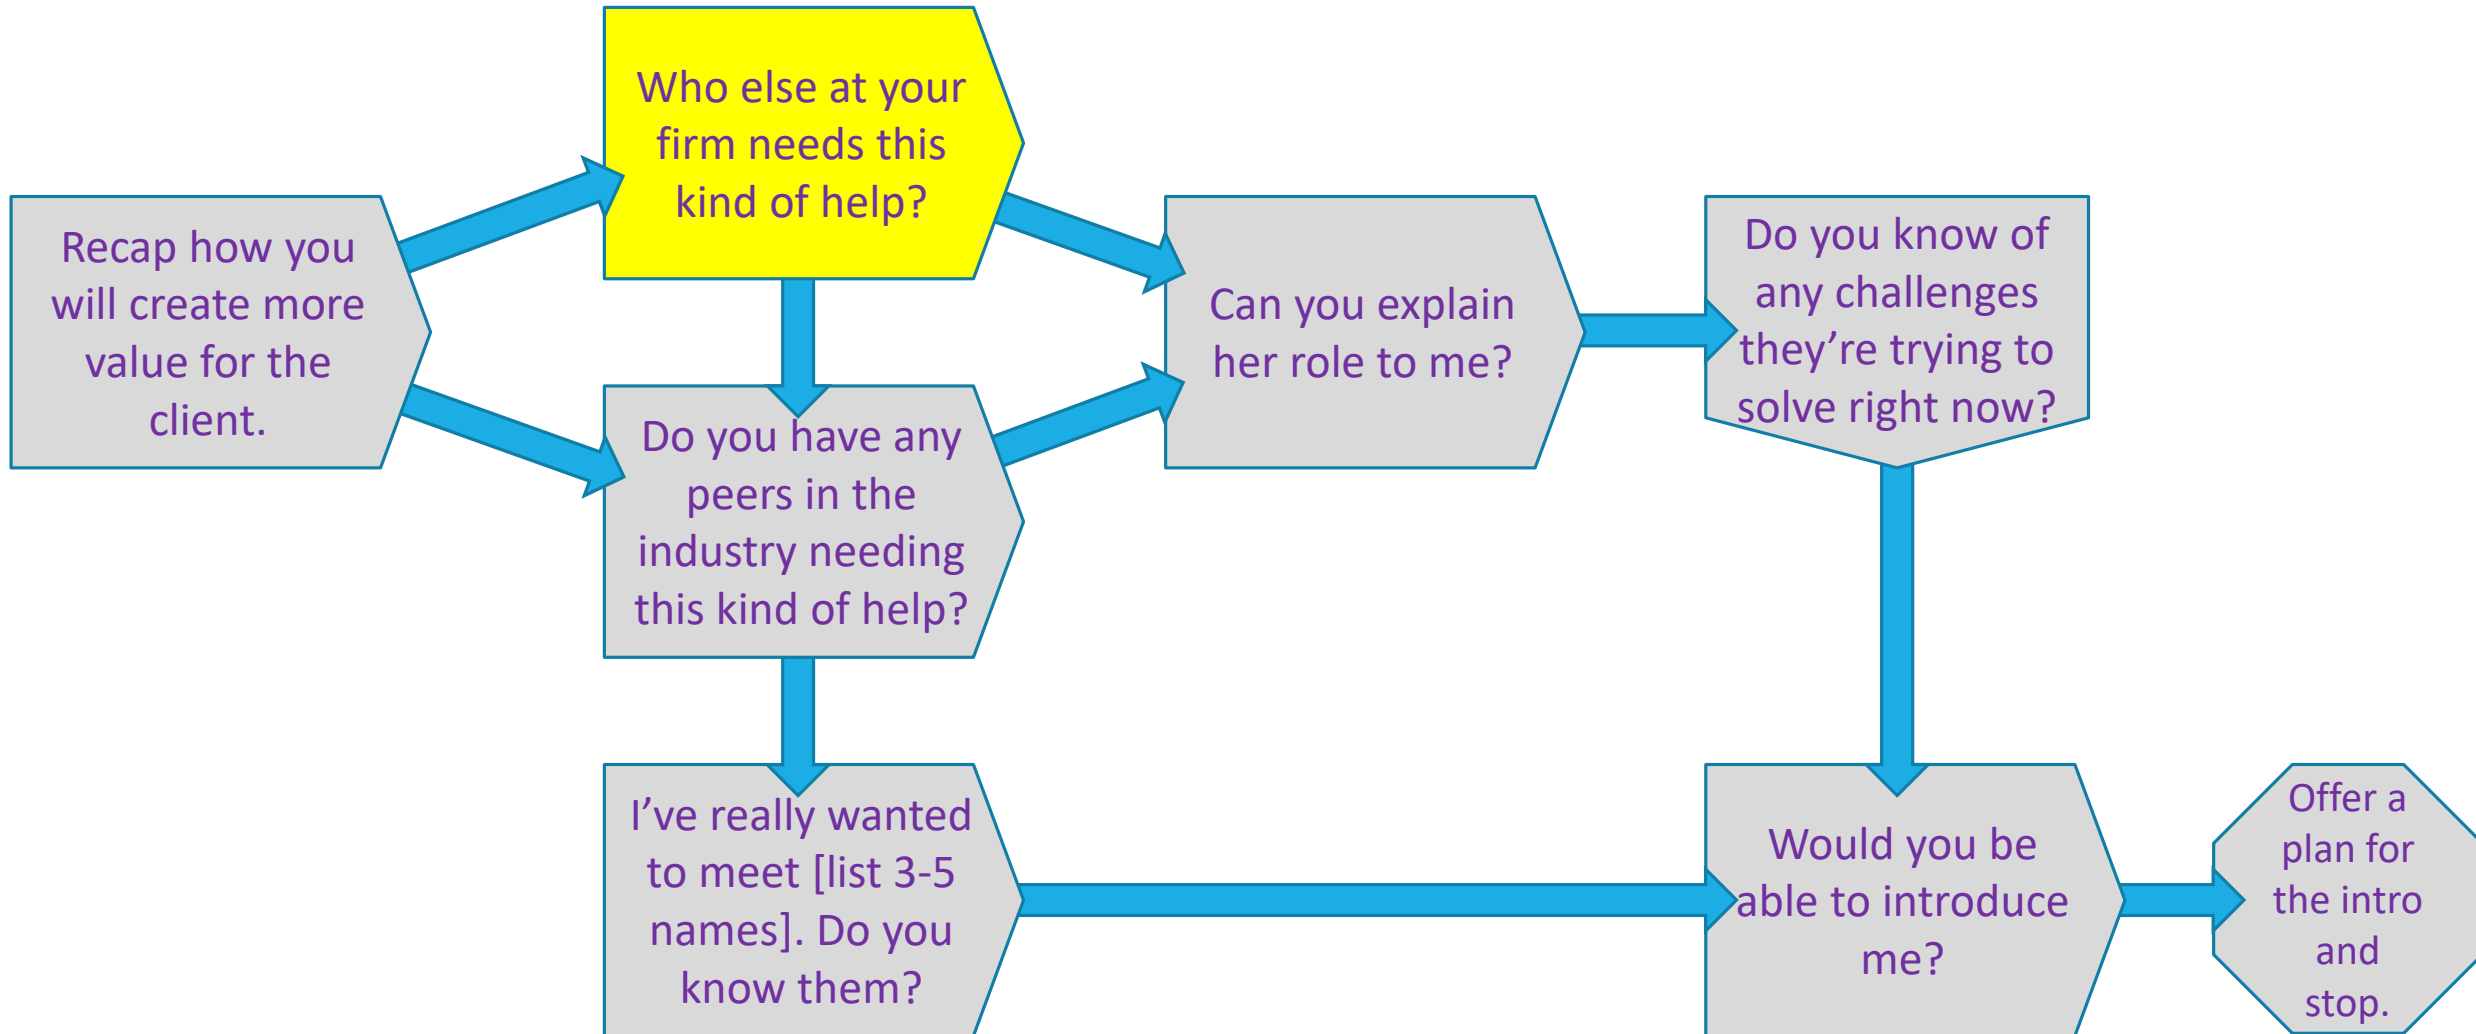 Who else at your
firm needs this
kind of help?
Recap how you
will create more
value for the
client.
Can you explain
her role to me?
Do you know of
any challenges
they’re trying to
solve right now?
Do you have any
peers in the
industry needing
this kind of help?
I’ve really wanted
to meet [list 3-5
names]. Do you
know them?
Would you be
able to introduce
me?
Offer a
plan for
the intro
and
stop.